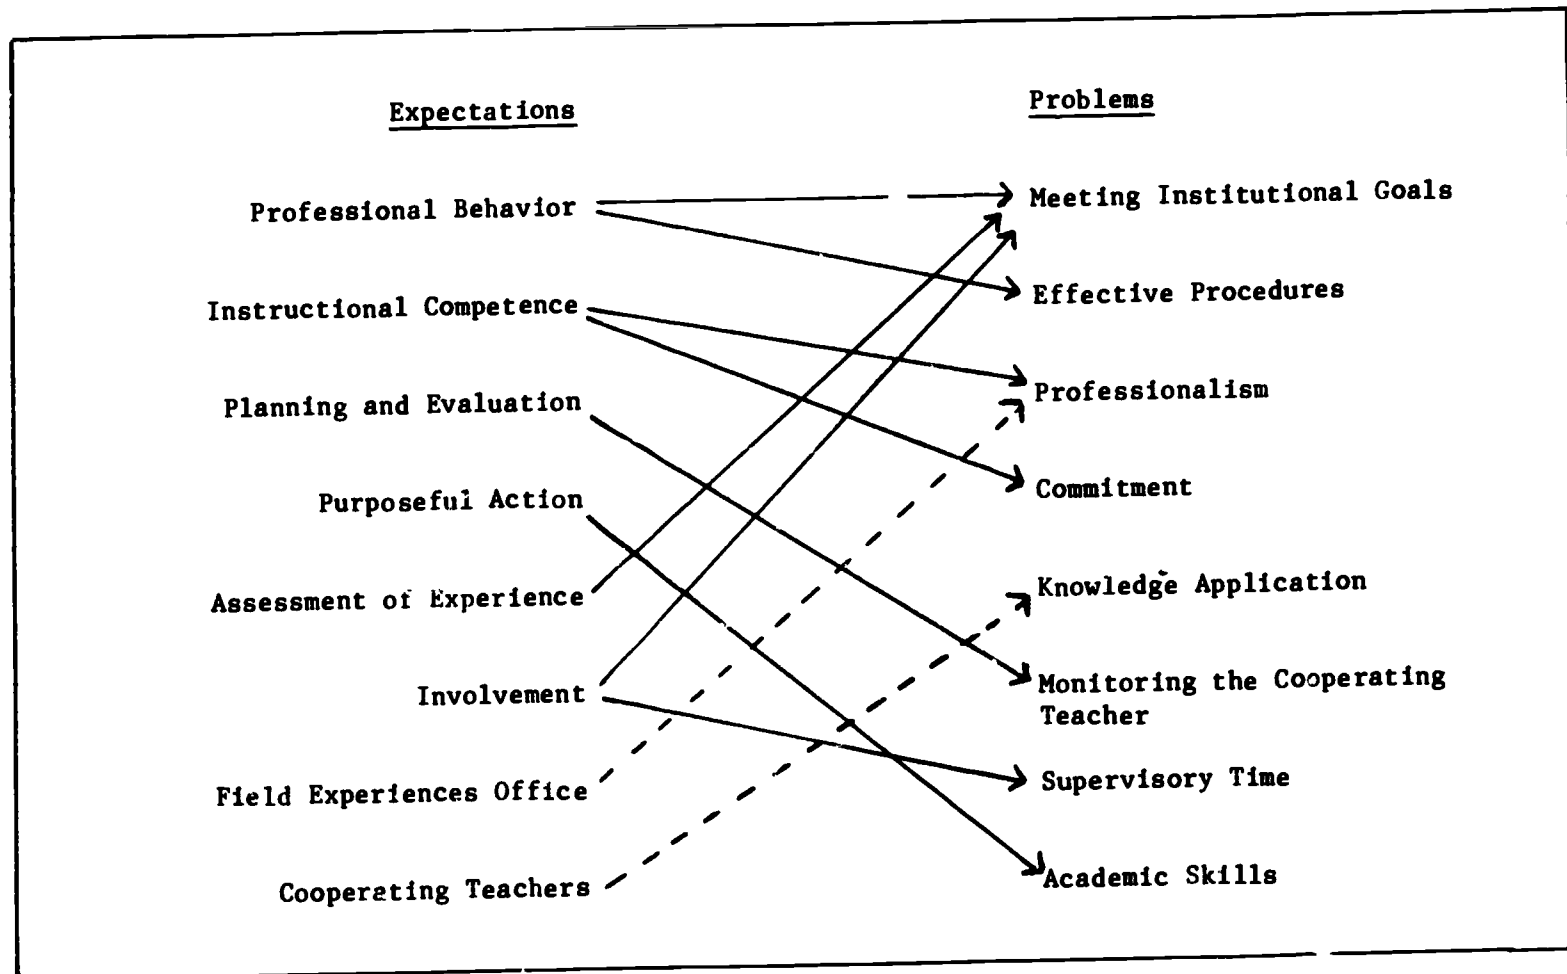 Expectations
Problems
Professional Behavior
Meeting Institutional Goals
Effective Procedures
Instructional Competence
Professionalism
Planning and Evaluation
Commitment
Purposeful Action
Knowledge Application
Assessment of Experience
Monitoring the Cooperating
Teacher
Involvement
Supervisory Time
Field Experiences Office
Academic Skills
Cooperating Teachers